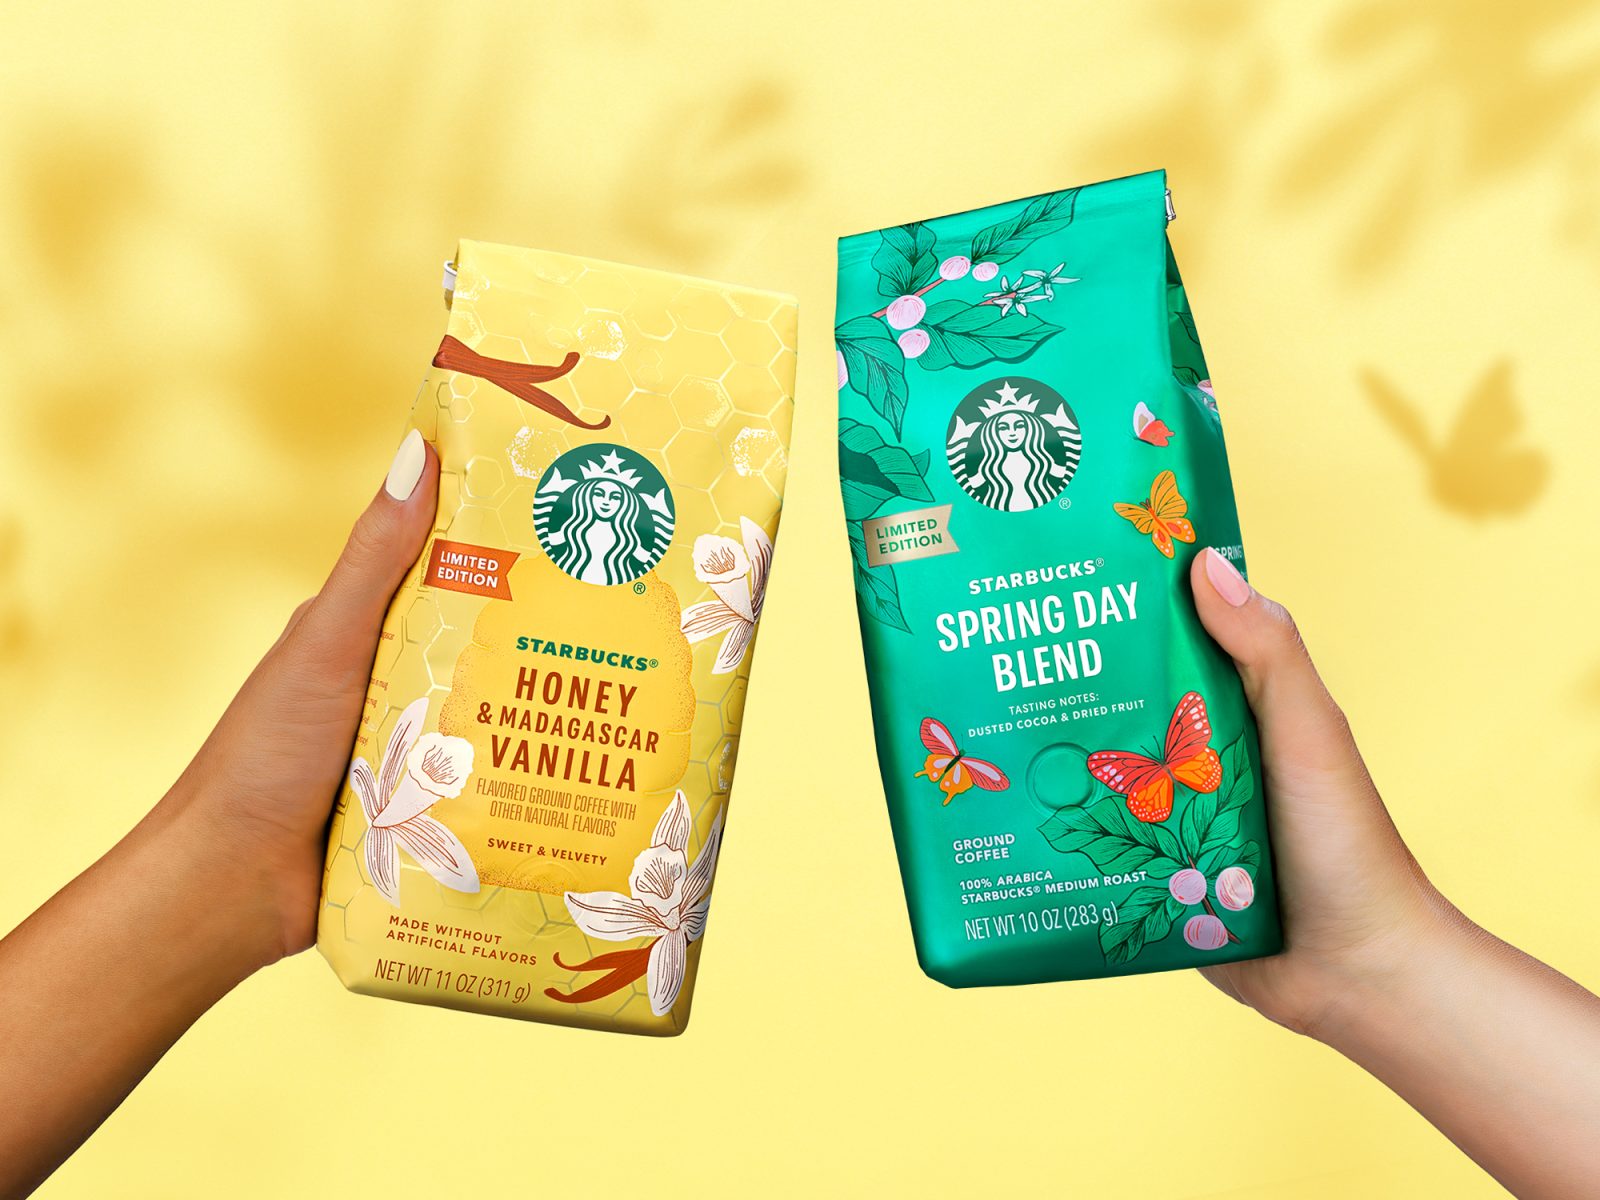 LIMITED
EDITION
STARBUCKS®
HONEY
& MADAGASCAR
VANILLA
FLAVORED GROUND COFFEE WITH
OTHER NATURAL FLAVORS
SWEET & VELVETY
MADE WITHOUT
ARTIFICIAL FLAVORS
NET WT 11 OZ (311 g)
LIMITED
EDITION
STARBUCKS®
SPRING DAY
BLEND
TASTING NOTES:
DUSTED COCOA & DRIED FRUIT
GROUND
COFFEE
100% ARABICA
STARBUCKS® MEDIUM ROAST
NET WT 10 OZ (283 g)
SPRING